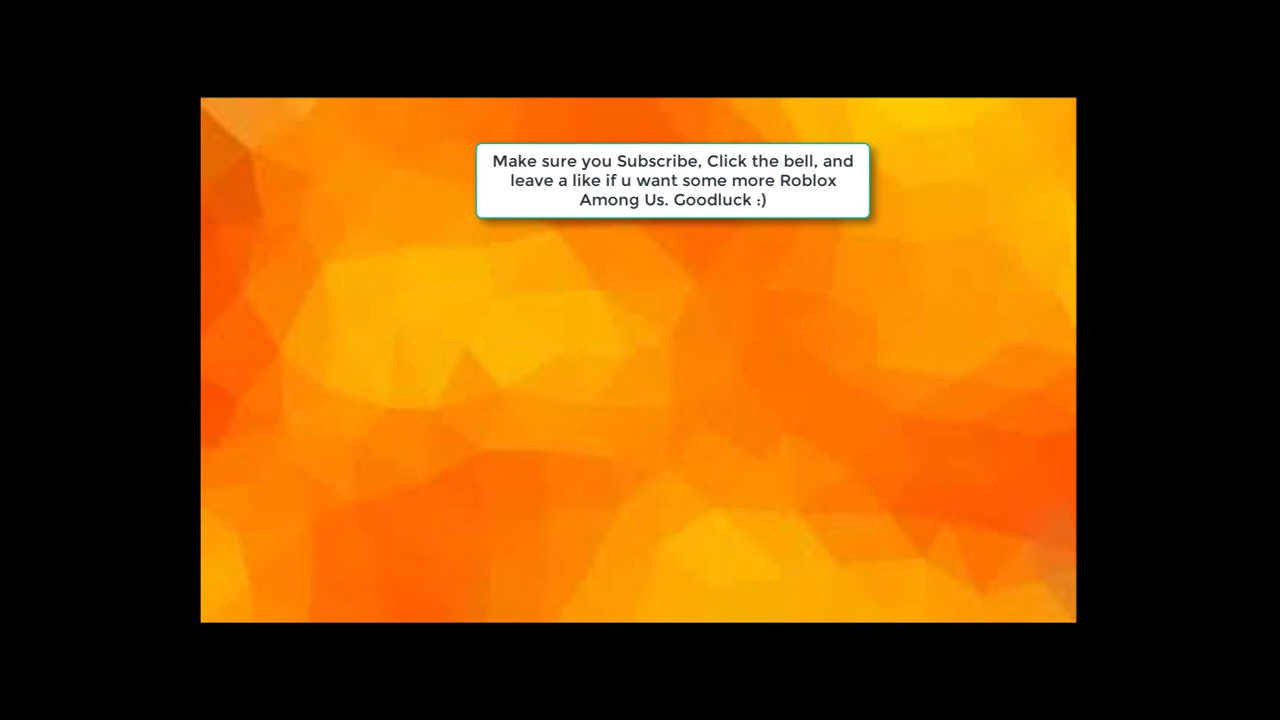 Make sure you Subscribe, Click the bell, and
leave a like if u want some more Roblox
Among Us. Goodluck :)